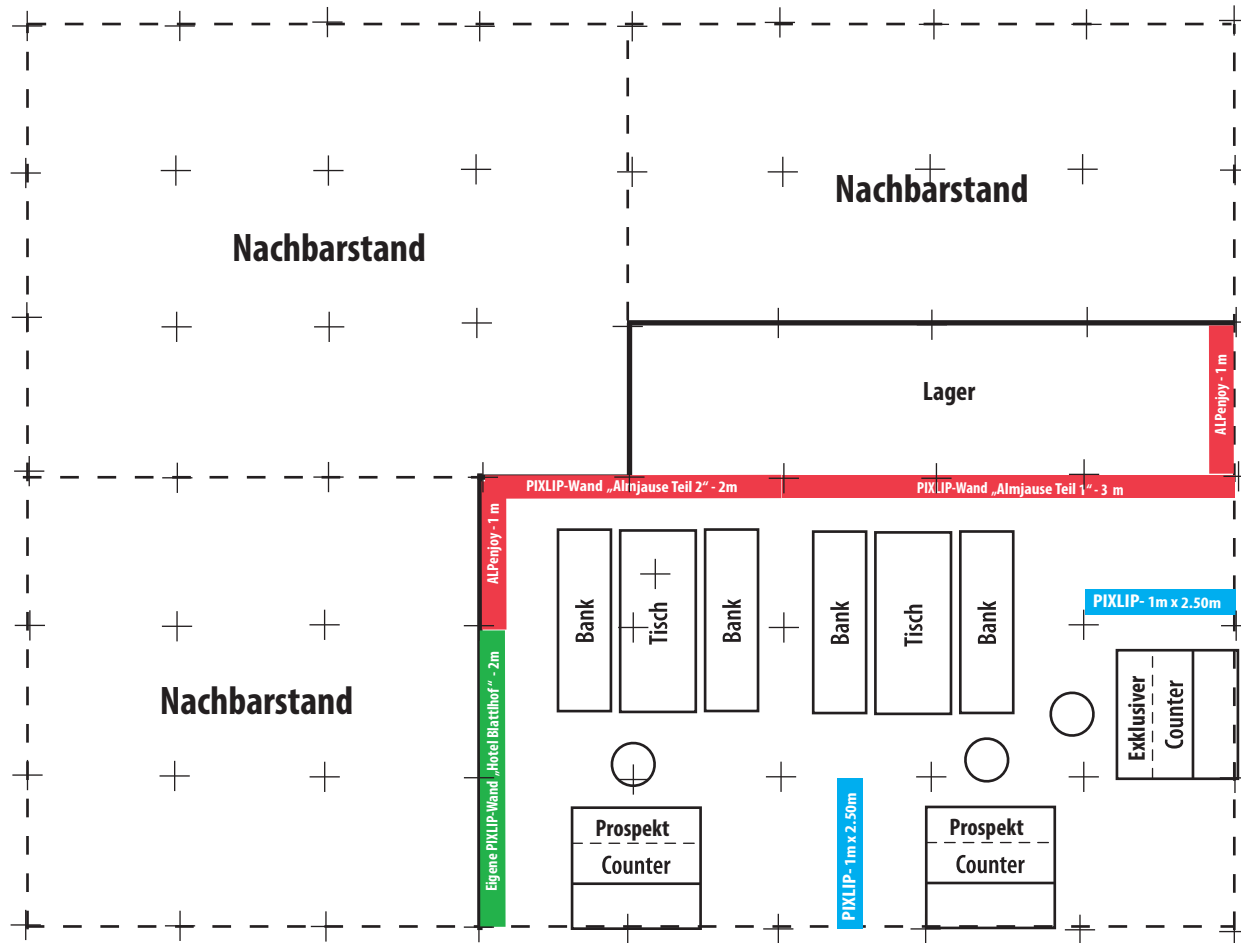 Nachbarstand
Nachbarstand
Lager
ALPenjoy - 1 m
PIXLIP-Wand „Almjause Teil 2“ - 2m
PIXLIP-Wand „Almjause Teil 1“ - 3 m
ALPenjoy - 1 m
Bank
Tisch
Bank
Bank
Tisch
Bank
PIXLIP- 1m x 2.50m
Nachbarstand
Eigene PIXLIP-Wand „Hotel Blattlhof“ - 2m
Exklusiver
Counter
Prospekt
Counter
PIXLIP- 1m x 2.50m
Prospekt
Counter